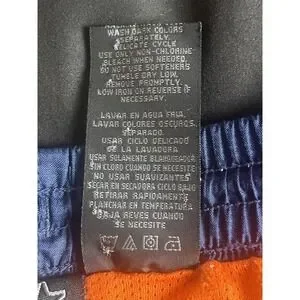 WASH DARK COLORS
SEPARATELY.
DELICATE CYCLE
USE ONLY NON-CHLORINE
BLEACH WHEN NEEDED.
DO NOT USE SOFTENERS
TUMBLE DRY LOW.
REMOVE PROMPTLY.
LOW IRON ON REVERSE IF
NECESSARY.
LAVAR EN AGUA FRIA.
LAVAR COLORES OSCUROS
SEPARADO.
USAR CICLO DELICADO
DE LA LAVADORA
USAR SOLAMENTE BLANQUEADOR
SIN CLORO CUANDO ES NECESITE
NO USAR SUAVIZANTES
SECAR EN SECADORA CICLO BAJO
REMOVER RAPIDAMENTE
PLANCHAR EN TEMPERATURA
BAJA REVES CUANDO SE
NECESITE